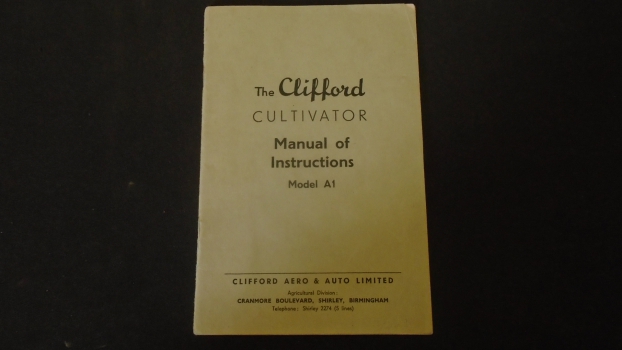 The Clifford
CULTIVATOR
Manual of
Instructions
Model A1
CLIFFORD AERO & AUTO LIMITED
Agricultural Division:
CRANMORE BOULEVARD, SHIRLEY, BIRMINGHAM
Telephone: Shirley 2274 (5 lines)